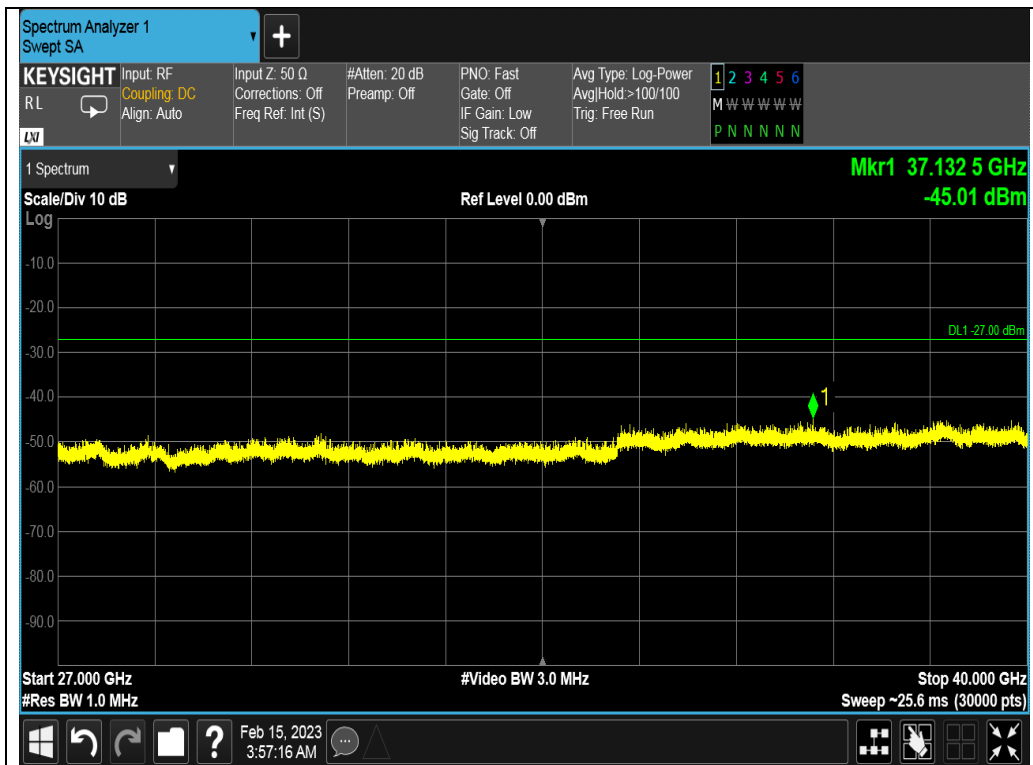 Spectrum Analyzer 1
Swept SA
+
KEYSIGHT
RL
LXI
Input: RF
Coupling: DC
Align: Auto
Input Z: 50 Ω
Corrections: Off
Freq Ref: Int (S)
#Atten: 20 dB
Preamp: Off
PNO: Fast
Gate: Off
IF Gain: Low
Sig Track: Off
Avg Type: Log-Power
Avg|Hold:>100/100
Trig: Free Run
1 2 3 4 5 6
M W W W W W
P N N N N N
1 Spectrum
Mkr1 37.132 5 GHz
-45.01 dBm
Scale/Div 10 dB
Ref Level 0.00 dBm
Log
-10.0
-20.0
DL1 -27.00 dBm
-30.0
-40.0
1
-50.0
-60.0
-70.0
-80.0
-90.0
Start 27.000 GHz
#Video BW 3.0 MHz
Stop 40.000 GHz
#Res BW 1.0 MHz
Sweep ~25.6 ms (30000 pts)
?
Feb 15, 2023
3:57:16 AM